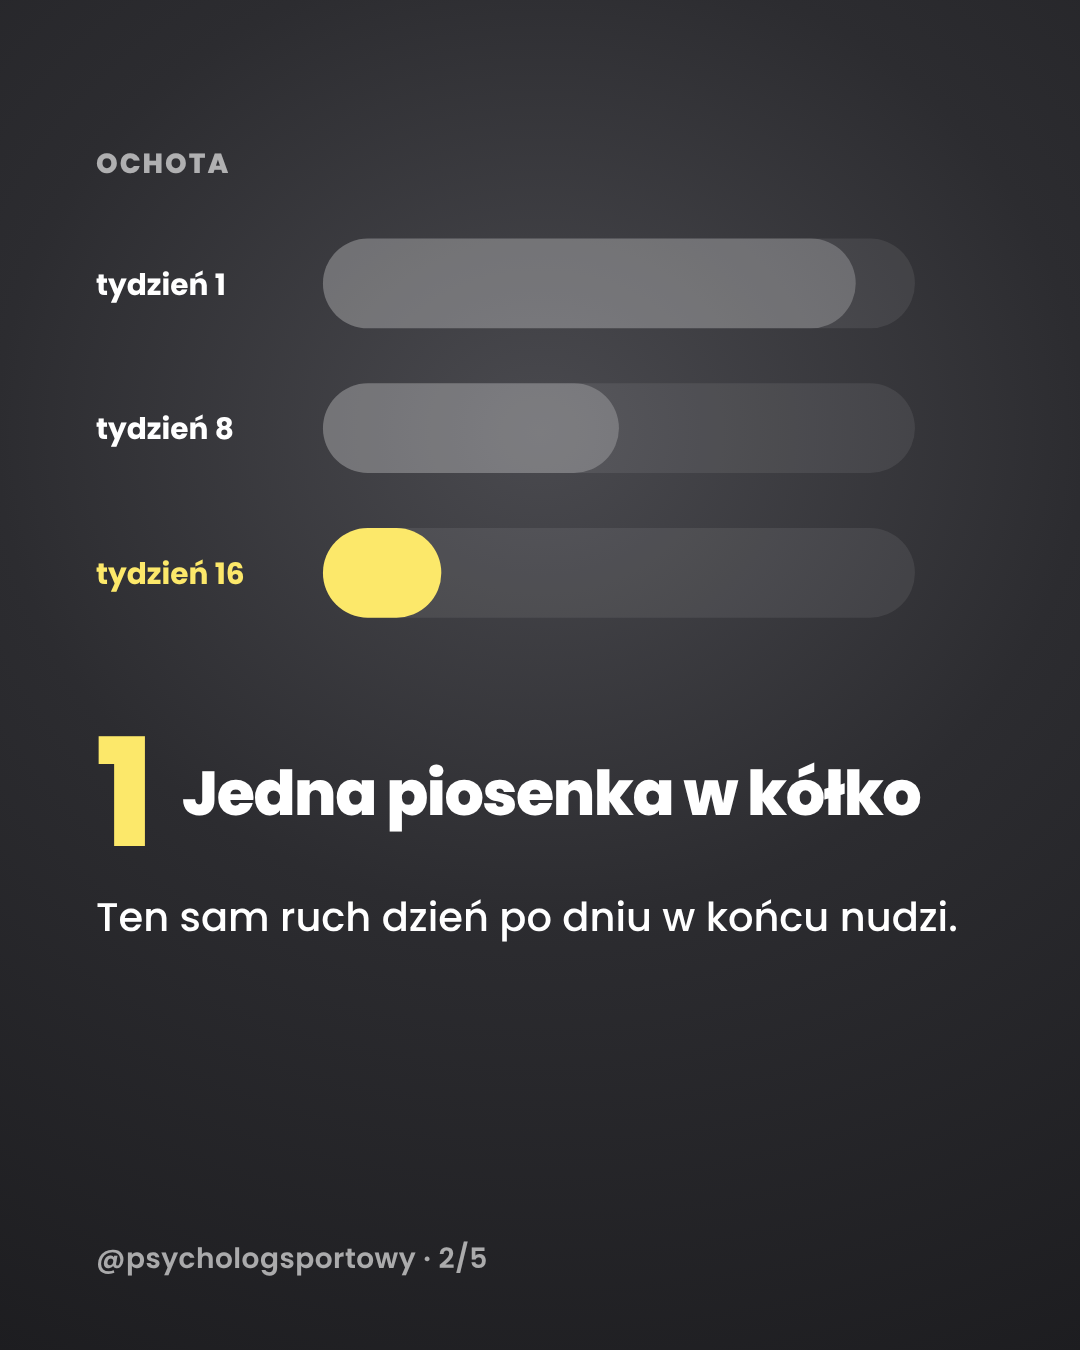 OCHOTA
tydzień 1
tydzień 8
tydzień 16
1 Jedna piosenka w kółko
Ten sam ruch dzień po dniu w końcu nudzi.
@psychologsportowy · 2/5